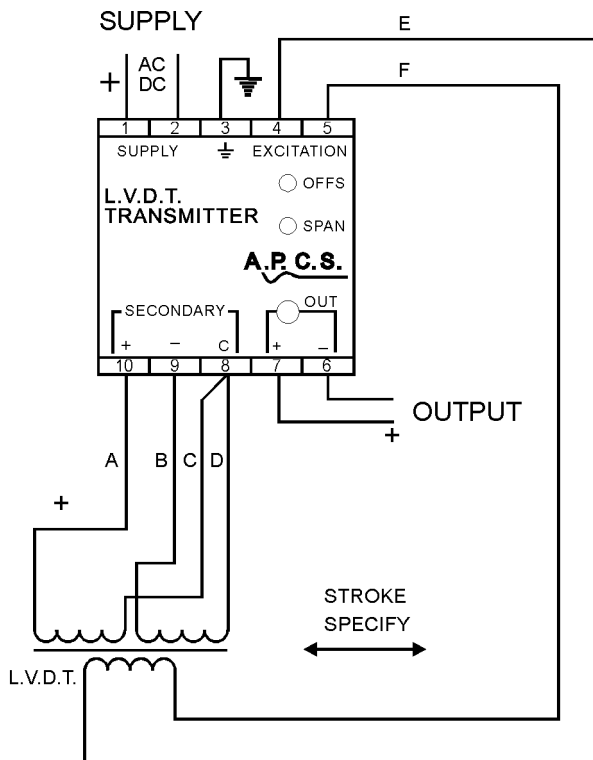 SUPPLY
E
AC
DC
+
F
1 2 3 4 5
SUPPLY EXCITATION
OFFS
L.V.D.T.
TRANSMITTER
SPAN
A.P.C.S.
SECONDARY
OUT
+ − C + −
10 9 8 7 6
OUTPUT
+
A B C D
+
STROKE
SPECIFY
L.V.D.T.